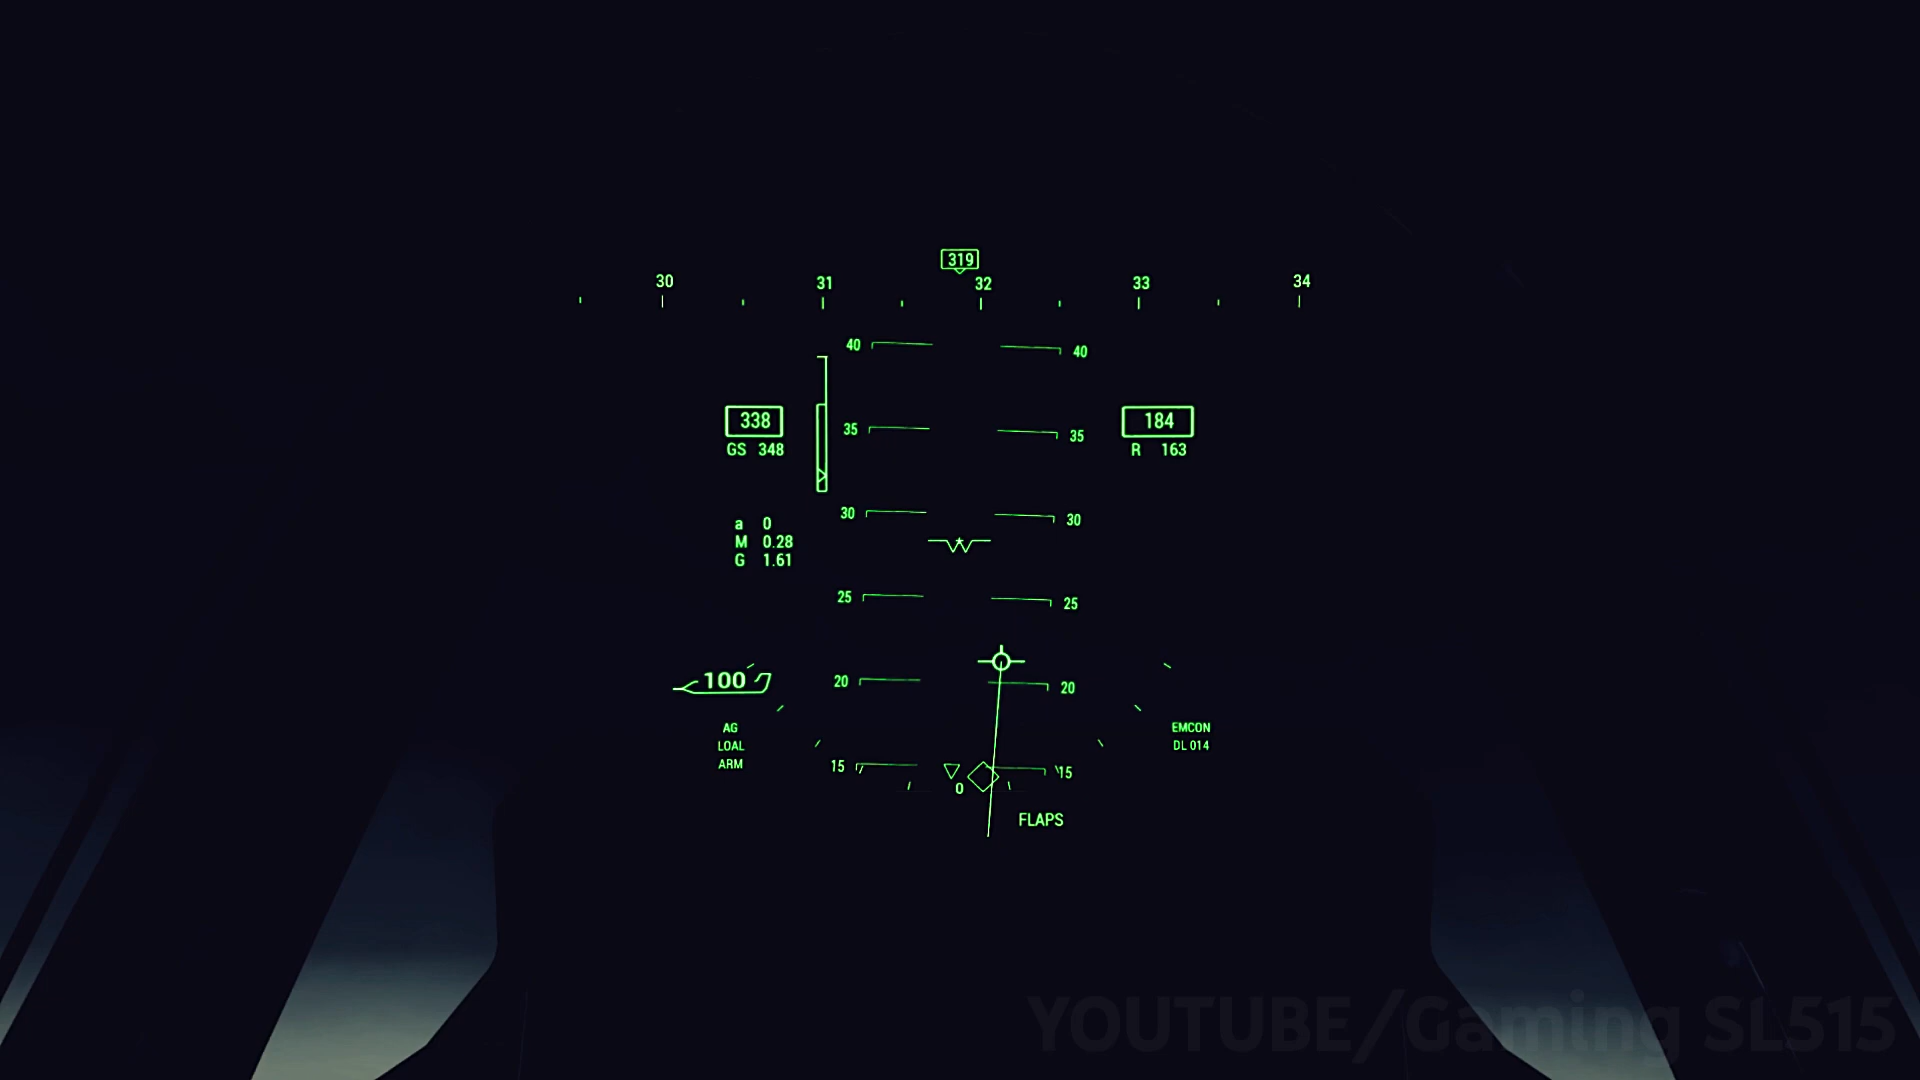 319
30 31 32 33 34
40 40
338 184
GS 348 R 163
35 35
30 30
a 0
M 0.28
G 1.61
25 25
100
20 20
AG EMCON
LOAL DL 014
ARM
15 15
0
FLAPS
YOUTUBE/Gaming SL515